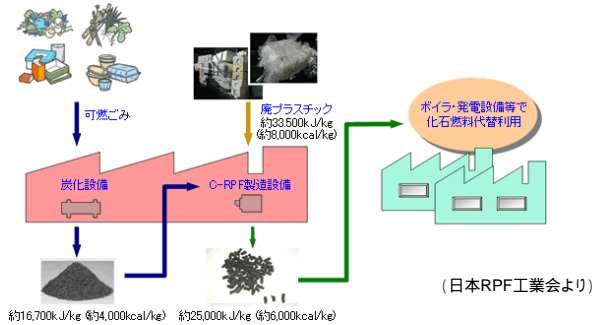 可燃ごみ
廃プラスチック
約33.500kJ/kg
(約8,000kcal/kg)
ボイラ・発電設備等で
化石燃料代替利用
炭化設備
C-RPF製造設備
約16,700kJ/kg (約4,000kcal/kg)
約25,000kJ/kg (約6,000kcal/kg)
(日本RPF工業会より)